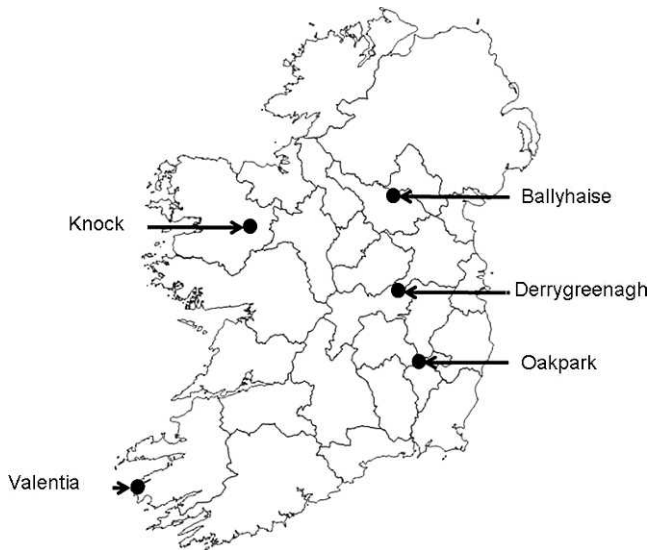 Ballyhaise
Knock
Derrygreenagh
Oakpark
Valentia